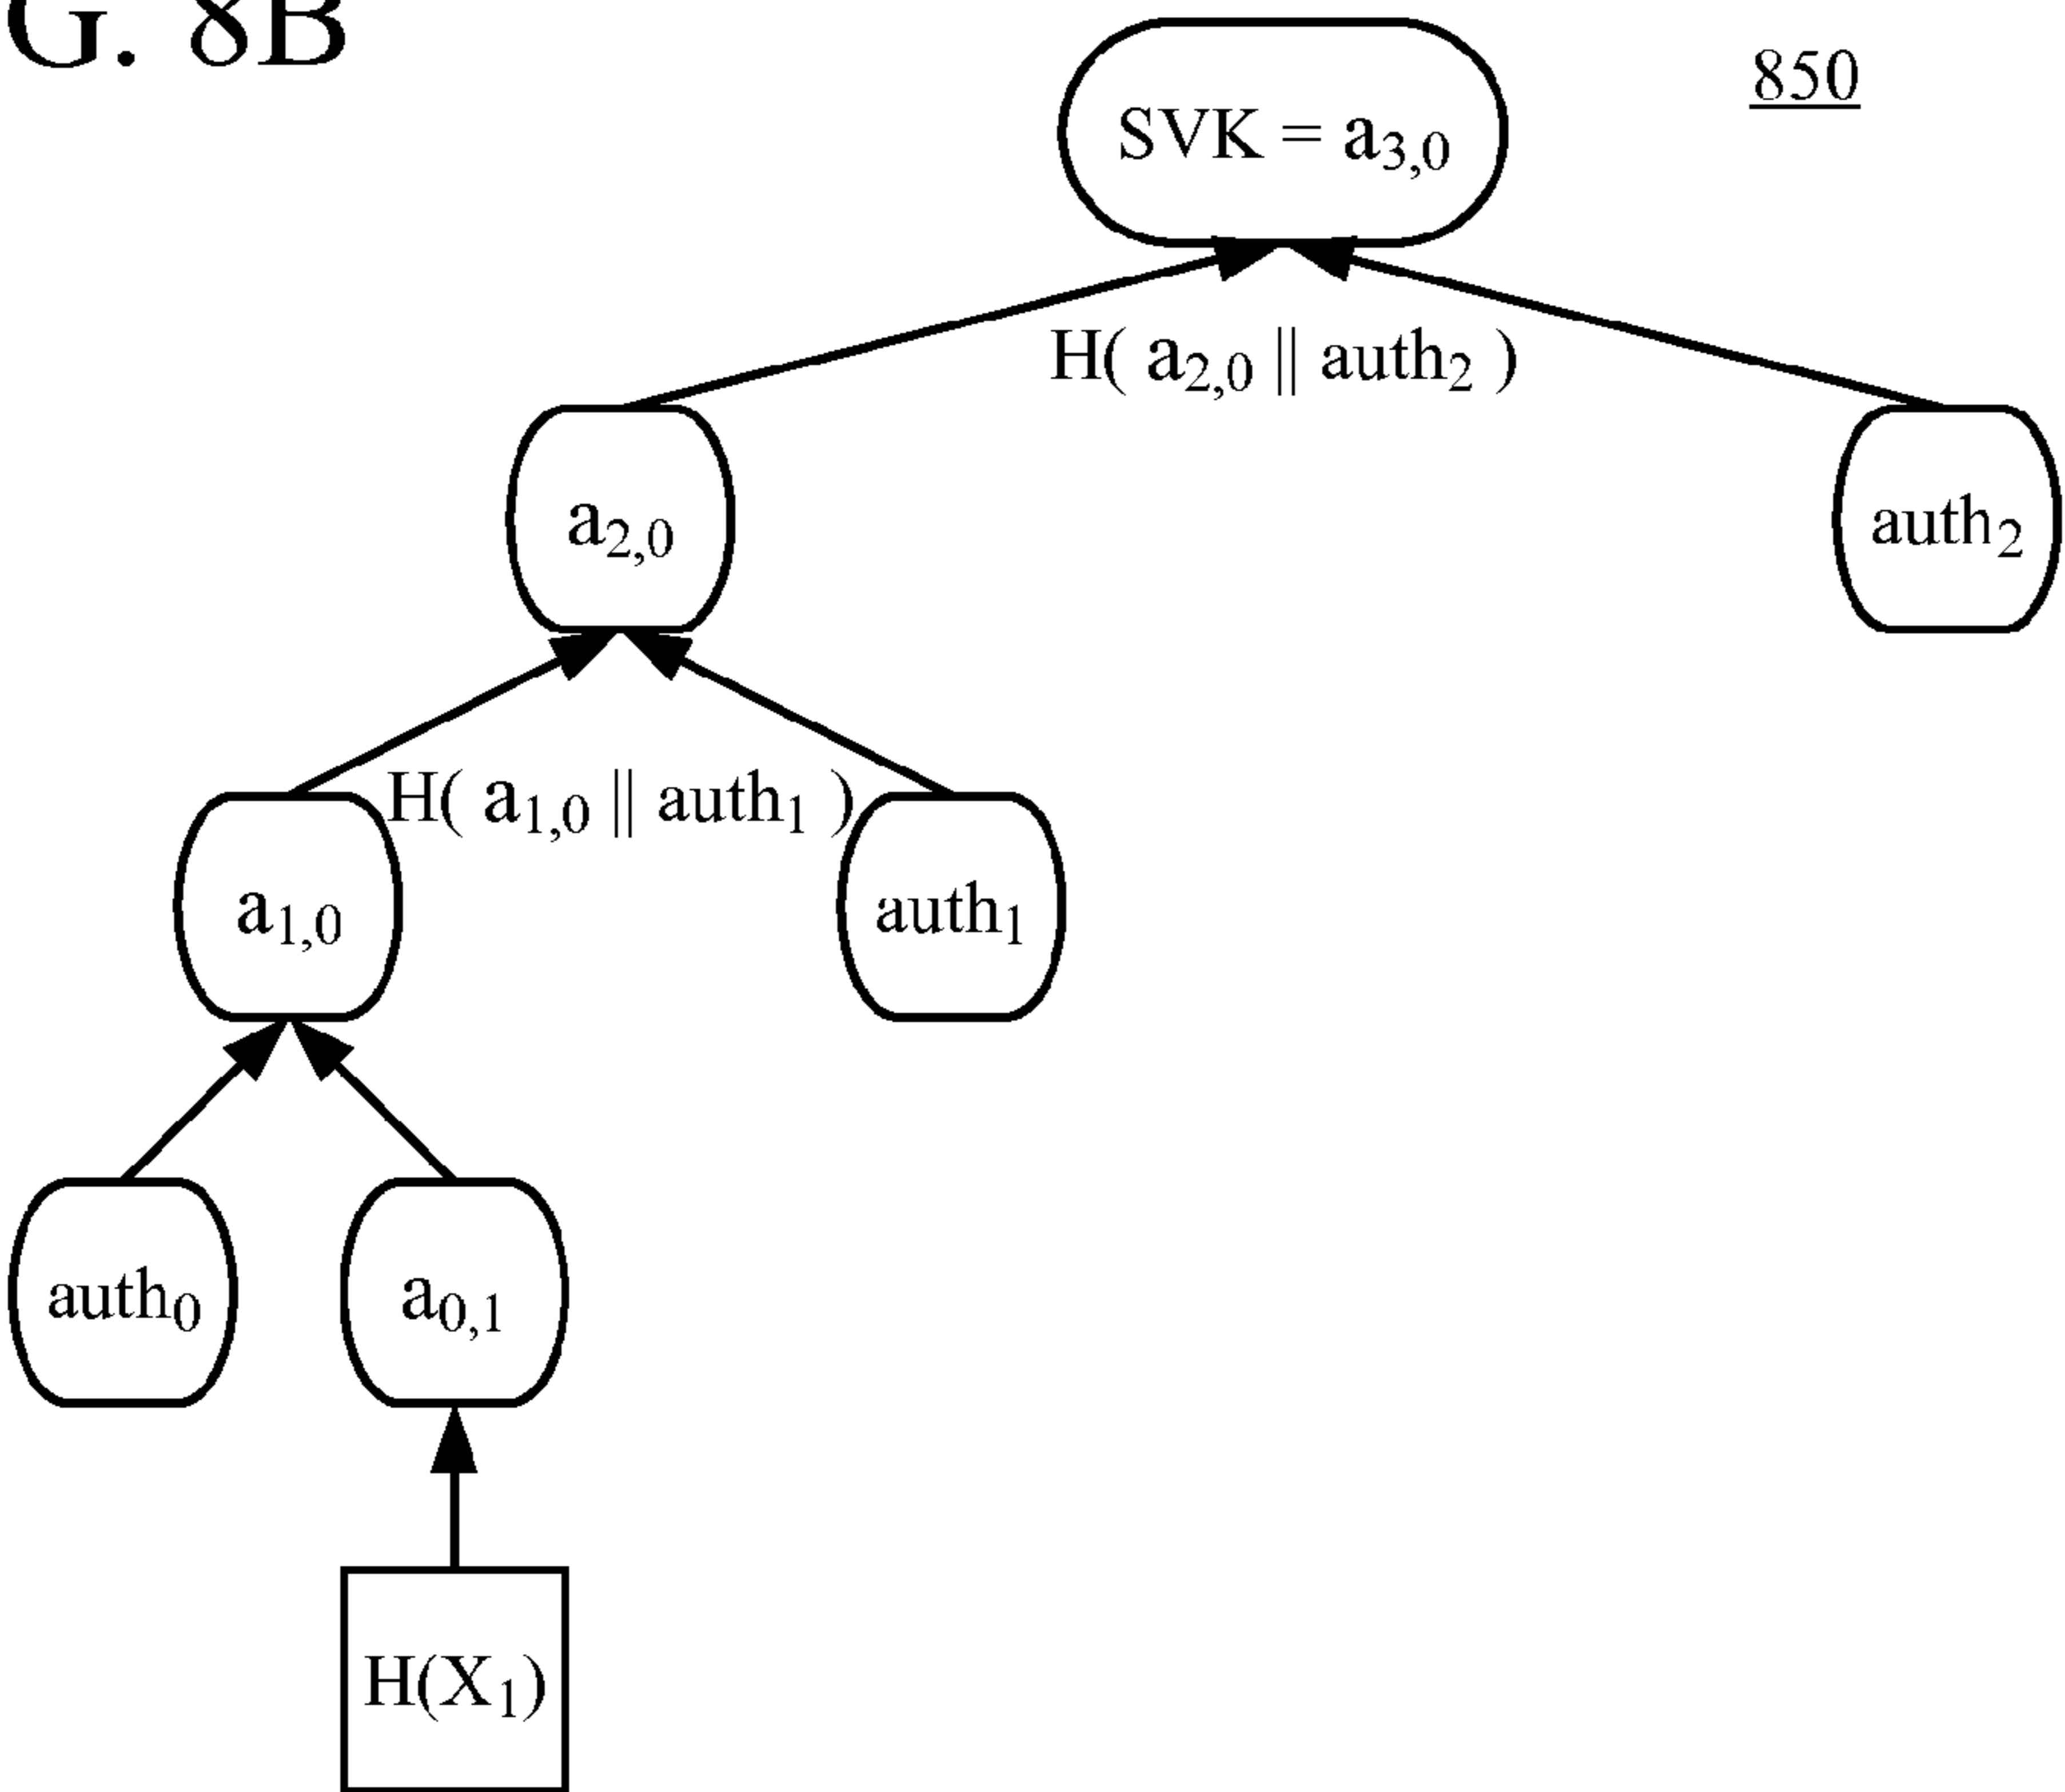 G. 8B
850
SVK = a₃,₀
H( a₂,₀ || auth₂ )
a₂,₀
auth₂
H( a₁,₀ || auth₁ )
a₁,₀
auth₁
auth₀
a₀,₁
H(X₁)